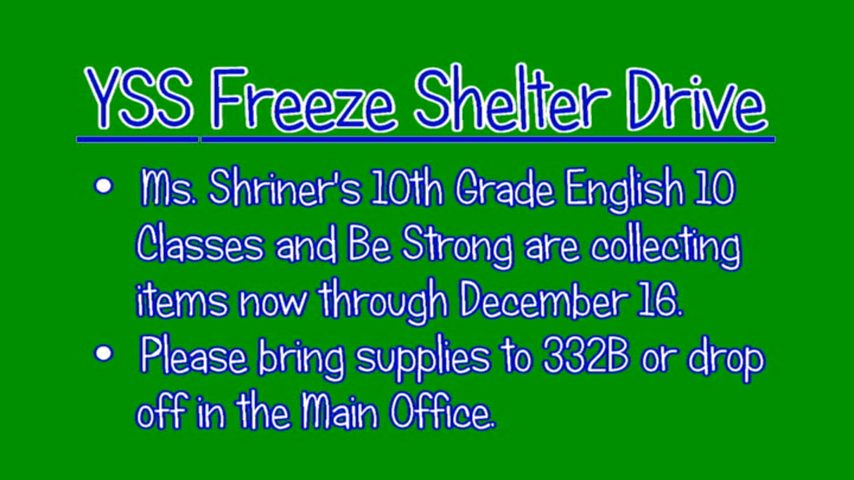 YSS Freeze Shelter Drive
• Ms. Shriner's 10th Grade English 10
Classes and Be Strong are collecting
items now through December 16.
• Please bring supplies to 332B or drop
off in the Main Office.